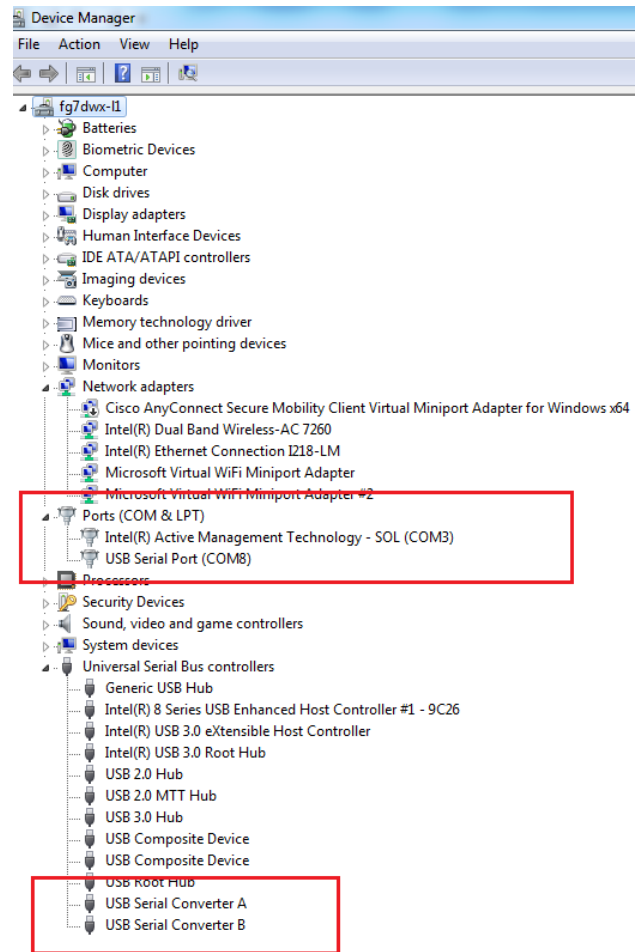 Device Manager
File Action View Help
fg7dwx-l1
Batteries
Biometric Devices
Computer
Disk drives
Display adapters
Human Interface Devices
IDE ATA/ATAPI controllers
Imaging devices
Keyboards
Memory technology driver
Mice and other pointing devices
Monitors
Network adapters
Cisco AnyConnect Secure Mobility Client Virtual Miniport Adapter for Windows x64
Intel(R) Dual Band Wireless-AC 7260
Intel(R) Ethernet Connection I218-LM
Microsoft Virtual WiFi Miniport Adapter
Microsoft Virtual WiFi Miniport Adapter #2
Ports (COM & LPT)
Intel(R) Active Management Technology - SOL (COM3)
USB Serial Port (COM8)
Processors
Security Devices
Sound, video and game controllers
System devices
Universal Serial Bus controllers
Generic USB Hub
Intel(R) 8 Series USB Enhanced Host Controller #1 - 9C26
Intel(R) USB 3.0 eXtensible Host Controller
Intel(R) USB 3.0 Root Hub
USB 2.0 Hub
USB 2.0 MTT Hub
USB 3.0 Hub
USB Composite Device
USB Composite Device
USB Root Hub
USB Serial Converter A
USB Serial Converter B